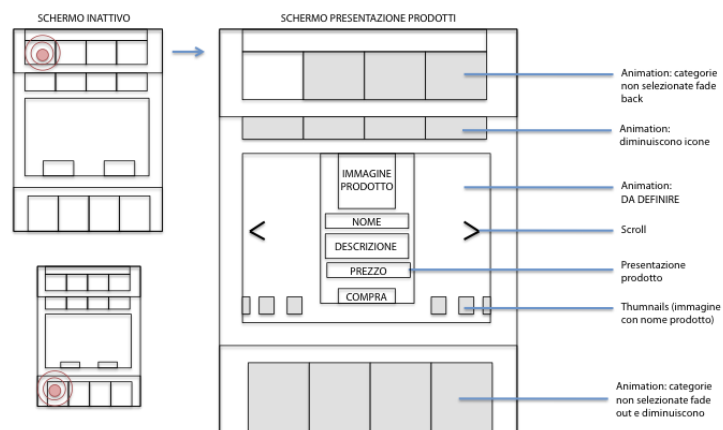 SCHERMO INATTIVO
SCHERMO PRESENTAZIONE PRODOTTI
Animation: categorie
non selezionate fade
back
Animation:
diminuiscono icone
IMMAGINE
PRODOTTO
Animation:
DA DEFINIRE
NOME
<
>
Scroll
DESCRIZIONE
PREZZO
Presentazione
prodotto
COMPRA
Thumnails (immagine
con nome prodotto)
Animation: categorie
non selezionate fade
out e diminuiscono